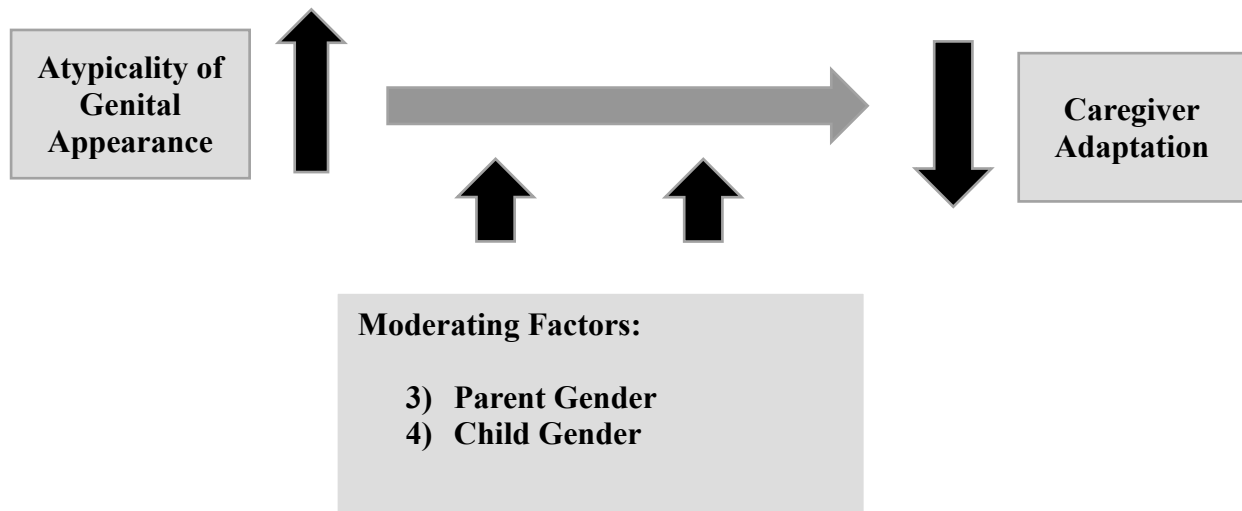 Atypicality of
Genital
Appearance
Caregiver
Adaptation
Moderating Factors:
3) Parent Gender
4) Child Gender